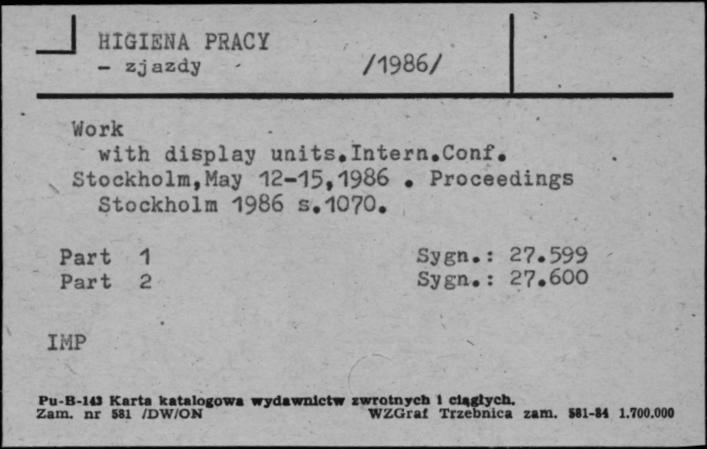 HIGIENA PRACY
- zjazdy /1986/
Work
with display units.Intern.Conf.
Stockholm,May 12-15,1986 . Proceedings
Stockholm 1986 s.1070.
Part 1 Sygn.: 27.599
Part 2 Sygn.: 27.600
IMP
Pu-B-143 Karta katalogowa wydawnictw zwrotnych i ciągłych.
Zam. nr 581 /DW/ON WZGraf Trzebnica zam. 581-84 1.700.000